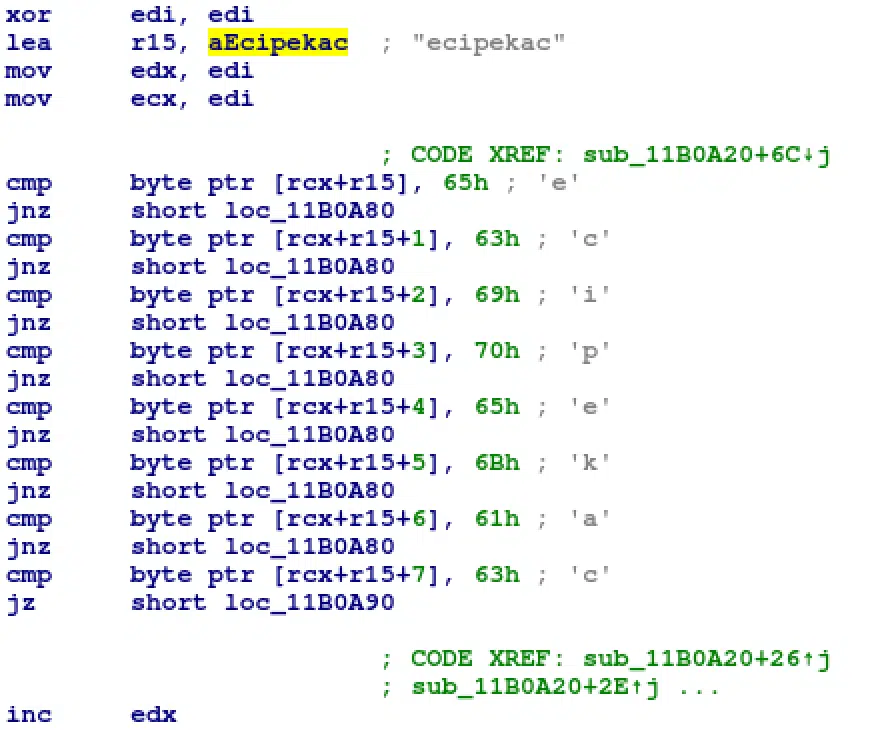 xor edi, edi
lea r15, aEcipekac ; "ecipekac"
mov edx, edi
mov ecx, edi
; CODE XREF: sub_11B0A20+6C↓j
cmp byte ptr [rcx+r15], 65h ; 'e'
jnz short loc_11B0A80
cmp byte ptr [rcx+r15+1], 63h ; 'c'
jnz short loc_11B0A80
cmp byte ptr [rcx+r15+2], 69h ; 'i'
jnz short loc_11B0A80
cmp byte ptr [rcx+r15+3], 70h ; 'p'
jnz short loc_11B0A80
cmp byte ptr [rcx+r15+4], 65h ; 'e'
jnz short loc_11B0A80
cmp byte ptr [rcx+r15+5], 6Bh ; 'k'
jnz short loc_11B0A80
cmp byte ptr [rcx+r15+6], 61h ; 'a'
jnz short loc_11B0A80
cmp byte ptr [rcx+r15+7], 63h ; 'c'
jz short loc_11B0A90
; CODE XREF: sub_11B0A20+26↑j
; sub_11B0A20+2E↑j ...
inc edx